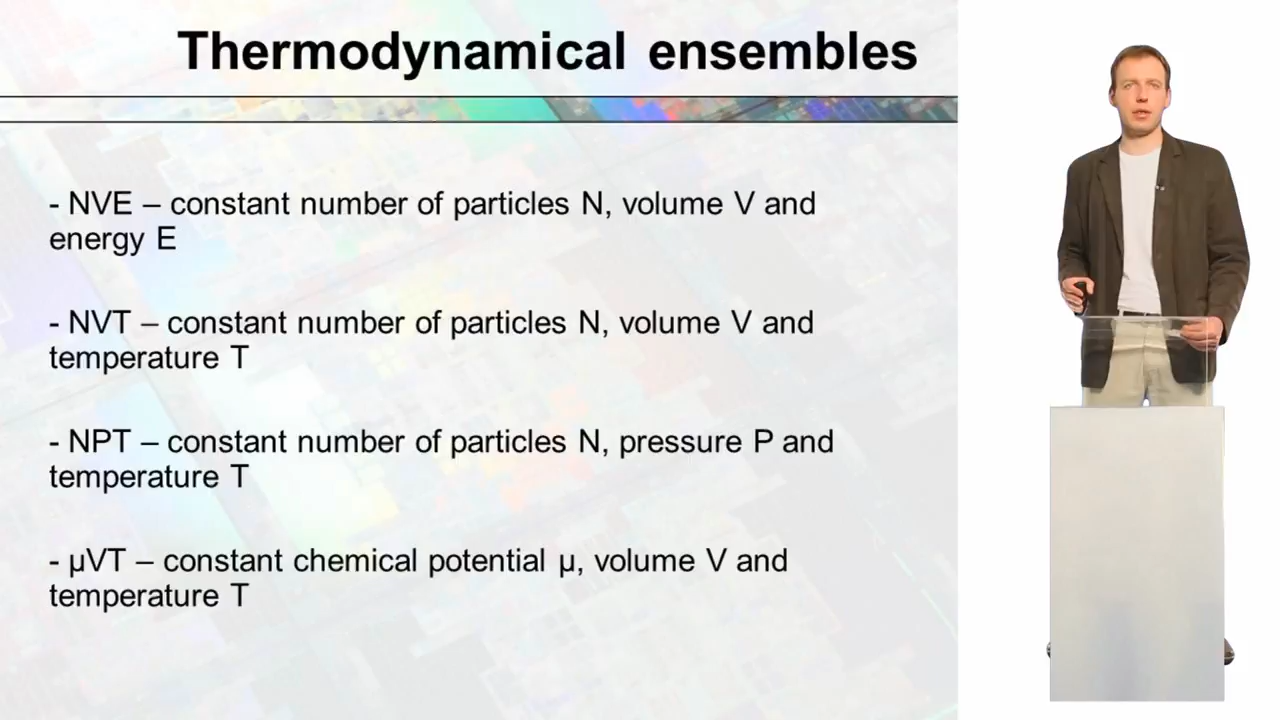 Thermodynamical ensembles
- NVE – constant number of particles N, volume V and
energy E
- NVT – constant number of particles N, volume V and
temperature T
- NPT – constant number of particles N, pressure P and
temperature T
- μVT – constant chemical potential μ, volume V and
temperature T